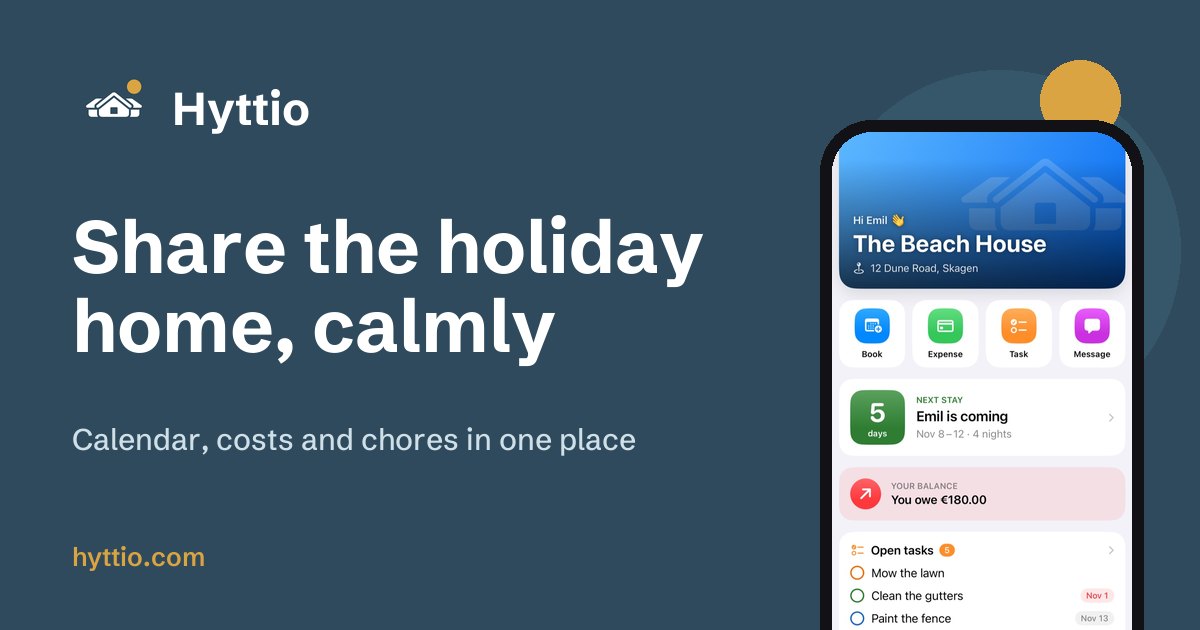 Hyttio
Share the holiday
home, calmly
Calendar, costs and chores in one place
hyttio.com
Hi Emil 👋
The Beach House
12 Dune Road, Skagen
Book
Expense
Task
Message
5
days
NEXT STAY
Emil is coming
Nov 8–12 · 4 nights
YOUR BALANCE
You owe €180.00
Open tasks 5
Mow the lawn
Clean the gutters Nov 1
Paint the fence Nov 13